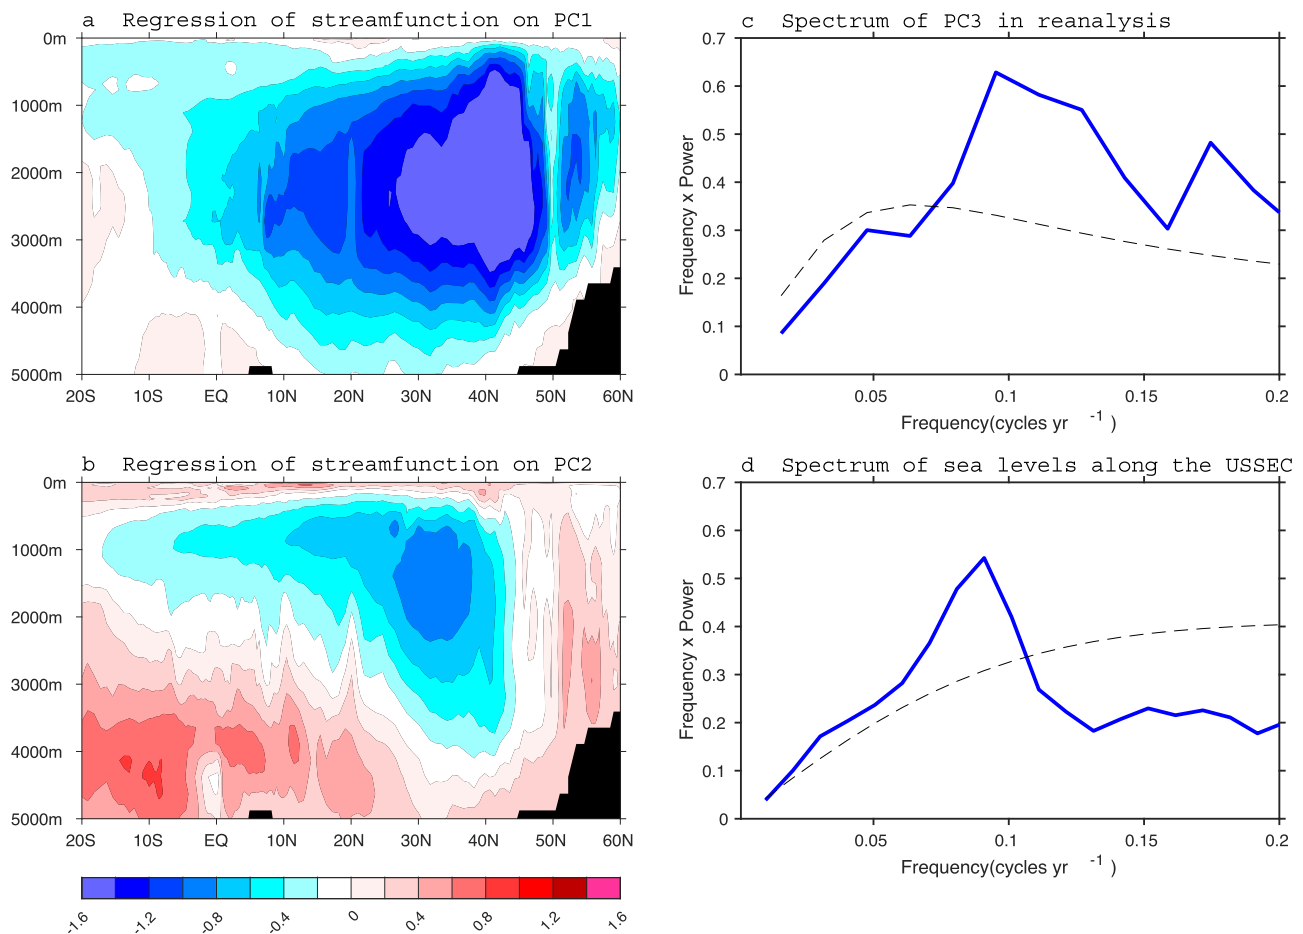 a  Regression of streamfunction on PC1
0m
1000m
2000m
3000m
4000m
5000m
20S 10S EQ 10N 20N 30N 40N 50N 60N
c  Spectrum of PC3 in reanalysis
Frequency x Power
0.7
0.6
0.5
0.4
0.3
0.2
0.1
0
0.05 0.1 0.15 0.2
Frequency(cycles yr -1 )
b  Regression of streamfunction on PC2
0m
1000m
2000m
3000m
4000m
5000m
20S 10S EQ 10N 20N 30N 40N 50N 60N
-1.6 -1.2 -0.8 -0.4 0 0.4 0.8 1.2 1.6
d  Spectrum of sea levels along the USSEC
Frequency x Power
0.7
0.6
0.5
0.4
0.3
0.2
0.1
0
0.05 0.1 0.15 0.2
Frequency(cycles yr -1 )